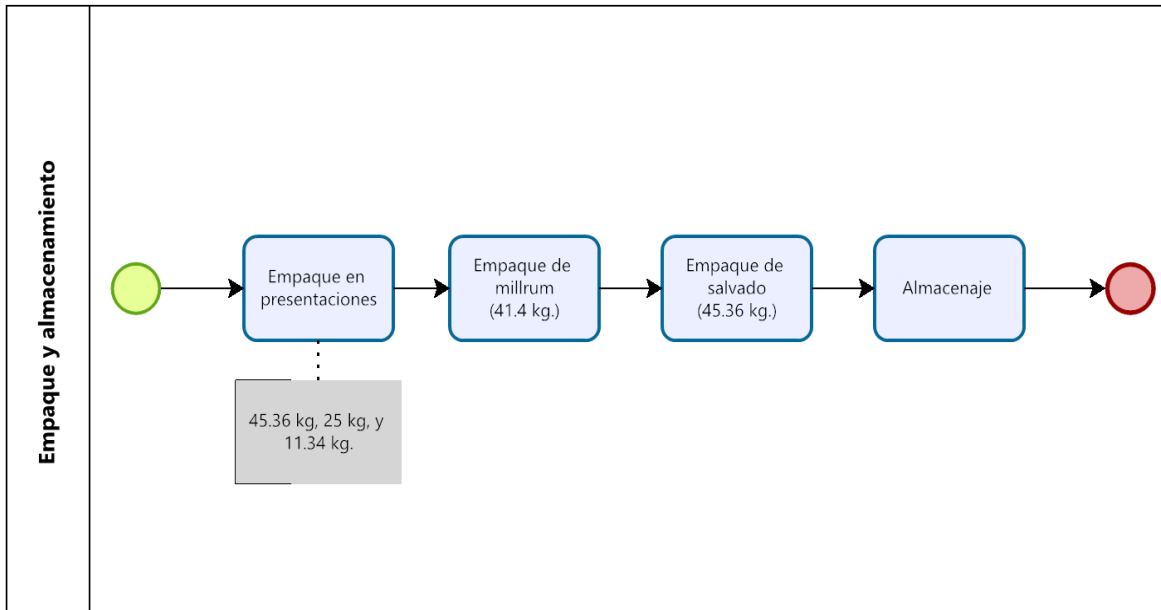 Empaque y almacenamiento
Empaque en
presentaciones
Empaque de
millrum
(41.4 kg.)
Empaque de
salvado
(45.36 kg.)
Almacenaje
45.36 kg, 25 kg, y
11.34 kg.